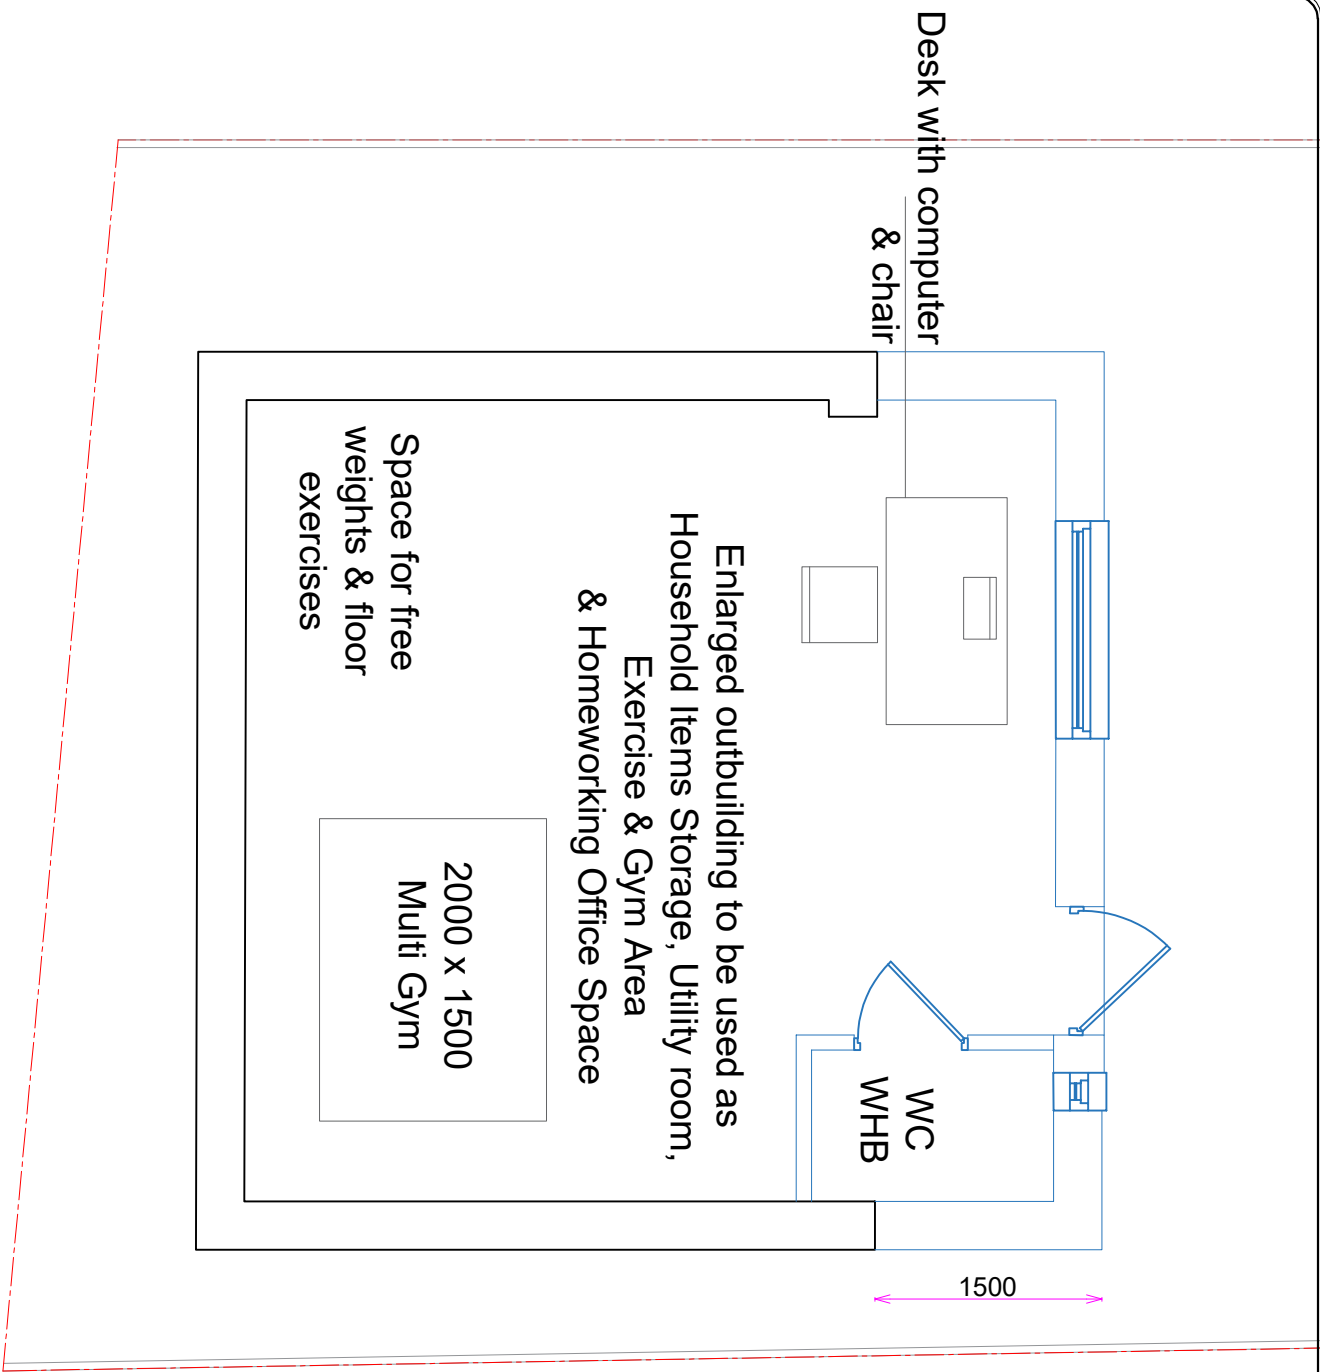 Desk with computer
& chair
Enlarged outbuilding to be used as
Household Items Storage, Utility room,
Exercise & Gym Area
& Homeworking Office Space
WC
WHB
Space for free
weights & floor
exercises
2000 x 1500
Multi Gym
1500